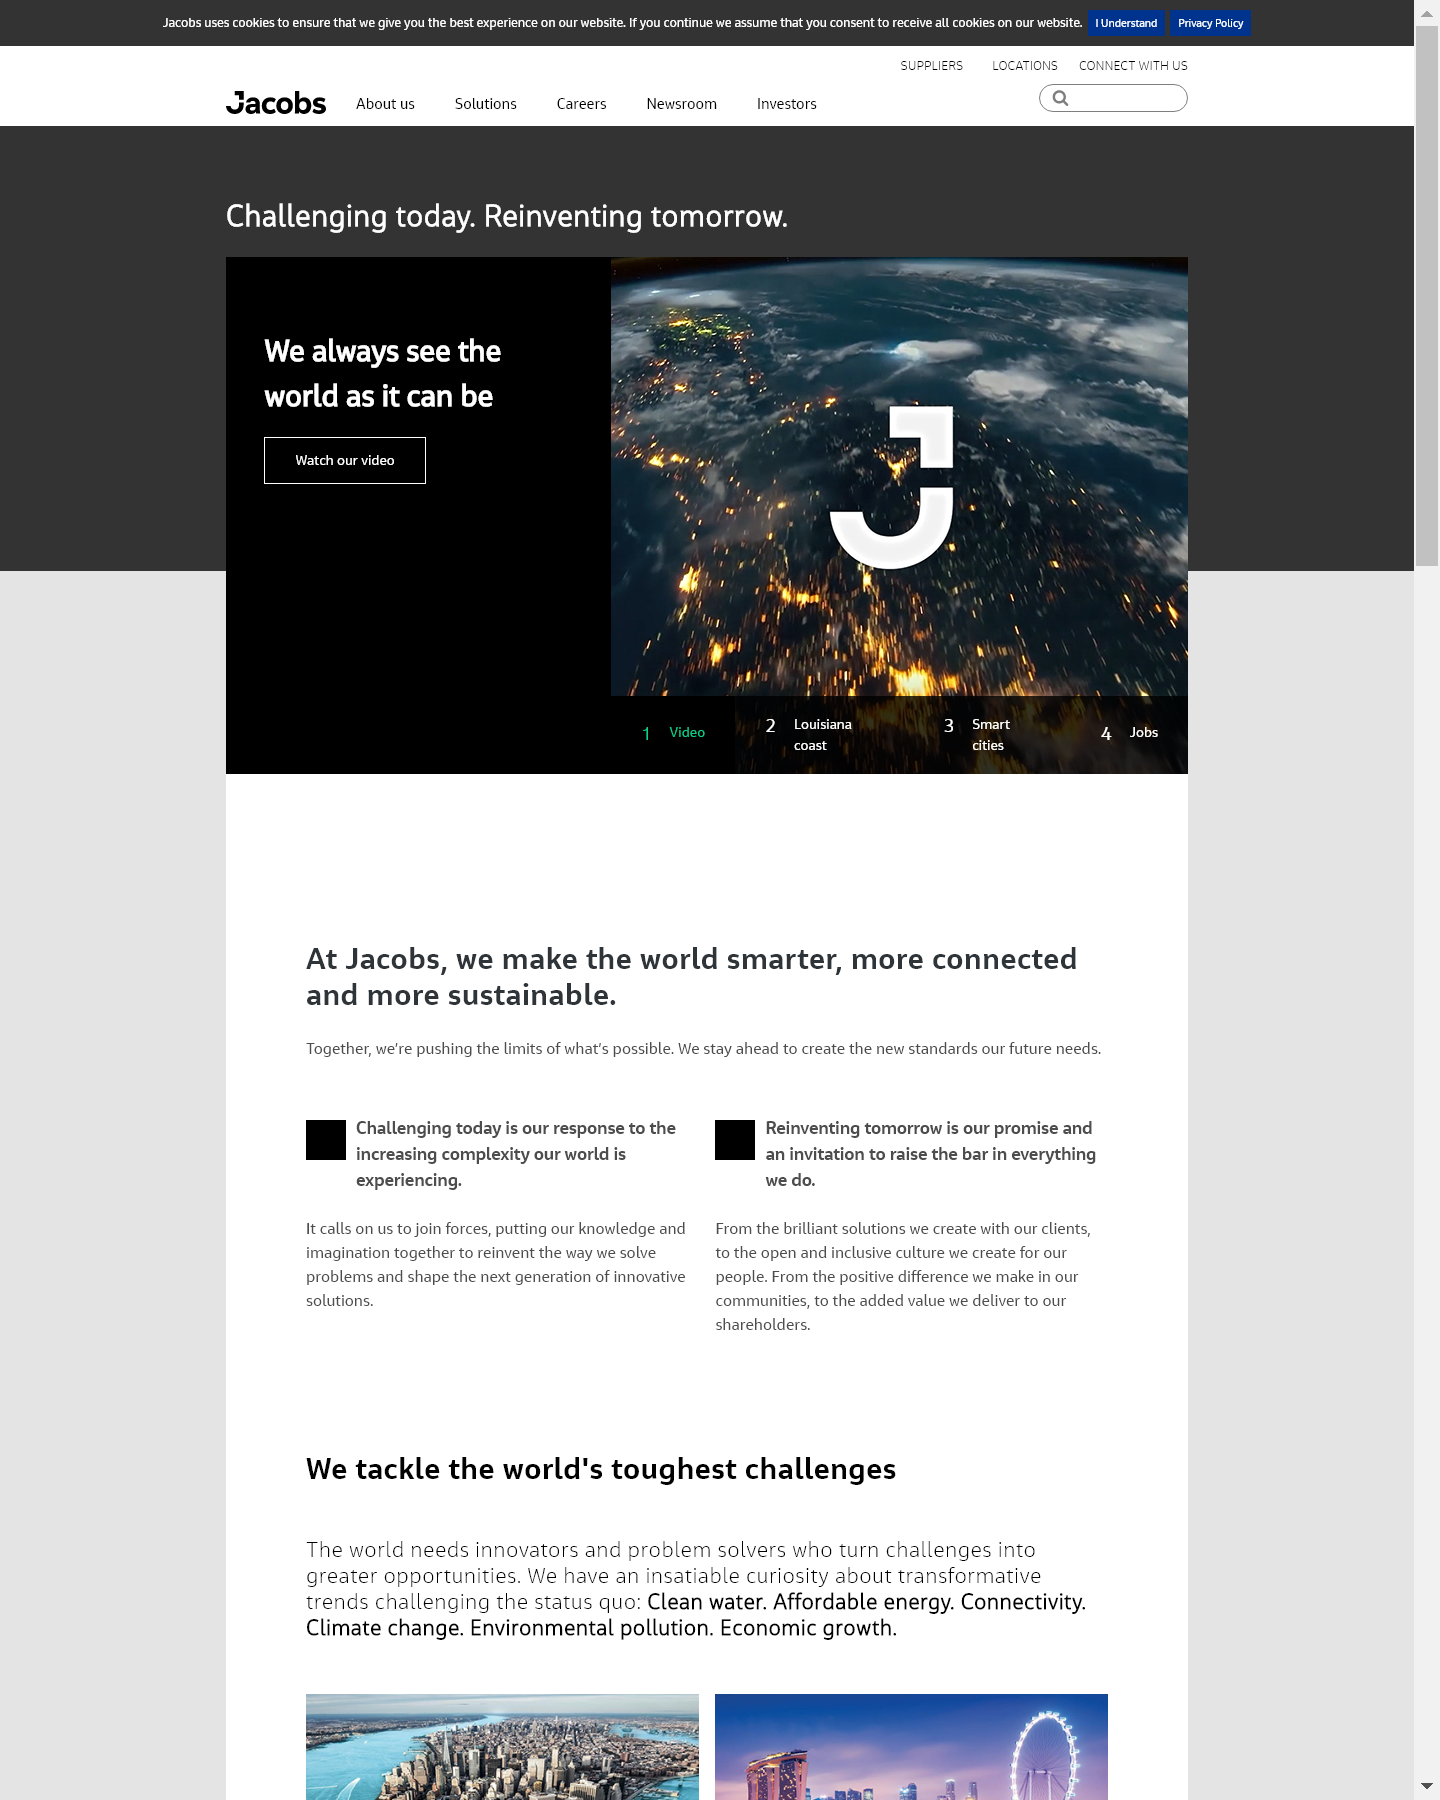 Jacobs uses cookies to ensure that we give you the best experience on our website. If you continue we assume that you consent to receive all cookies on our website. I Understand Privacy Policy
SUPPLIERS LOCATIONS CONNECT WITH US
Jacobs About us Solutions Careers Newsroom Investors
Challenging today. Reinventing tomorrow.
We always see the
world as it can be
Watch our video
1 Video
2 Louisiana
coast
3 Smart
cities
4 Jobs
At Jacobs, we make the world smarter, more connected
and more sustainable.
Together, we're pushing the limits of what's possible. We stay ahead to create the new standards our future needs.
Challenging today is our response to the
increasing complexity our world is
experiencing.
It calls on us to join forces, putting our knowledge and
imagination together to reinvent the way we solve
problems and shape the next generation of innovative
solutions.
Reinventing tomorrow is our promise and
an invitation to raise the bar in everything
we do.
From the brilliant solutions we create with our clients,
to the open and inclusive culture we create for our
people. From the positive difference we make in our
communities, to the added value we deliver to our
shareholders.
We tackle the world's toughest challenges
The world needs innovators and problem solvers who turn challenges into
greater opportunities. We have an insatiable curiosity about transformative
trends challenging the status quo: Clean water. Affordable energy. Connectivity.
Climate change. Environmental pollution. Economic growth.